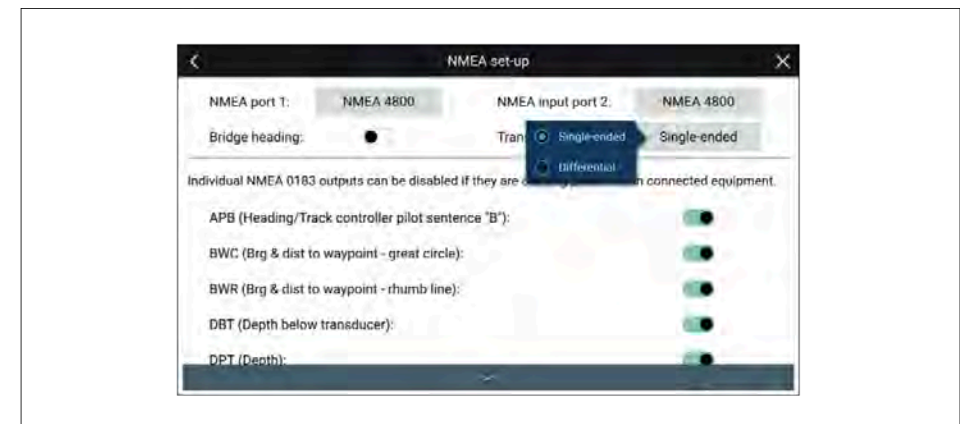 NMEA set-up
NMEA port 1: NMEA 4800 NMEA input port 2: NMEA 4800
Bridge heading: Tran Single-ended Single-ended
Differential
Individual NMEA 0183 outputs can be disabled if they are connected equipment.
APB (Heading/Track controller pilot sentence "B"):
BWC (Brg & dist to waypoint - great circle):
BWR (Brg & dist to waypoint - rhumb line):
DBT (Depth below transducer):
DPT (Depth):